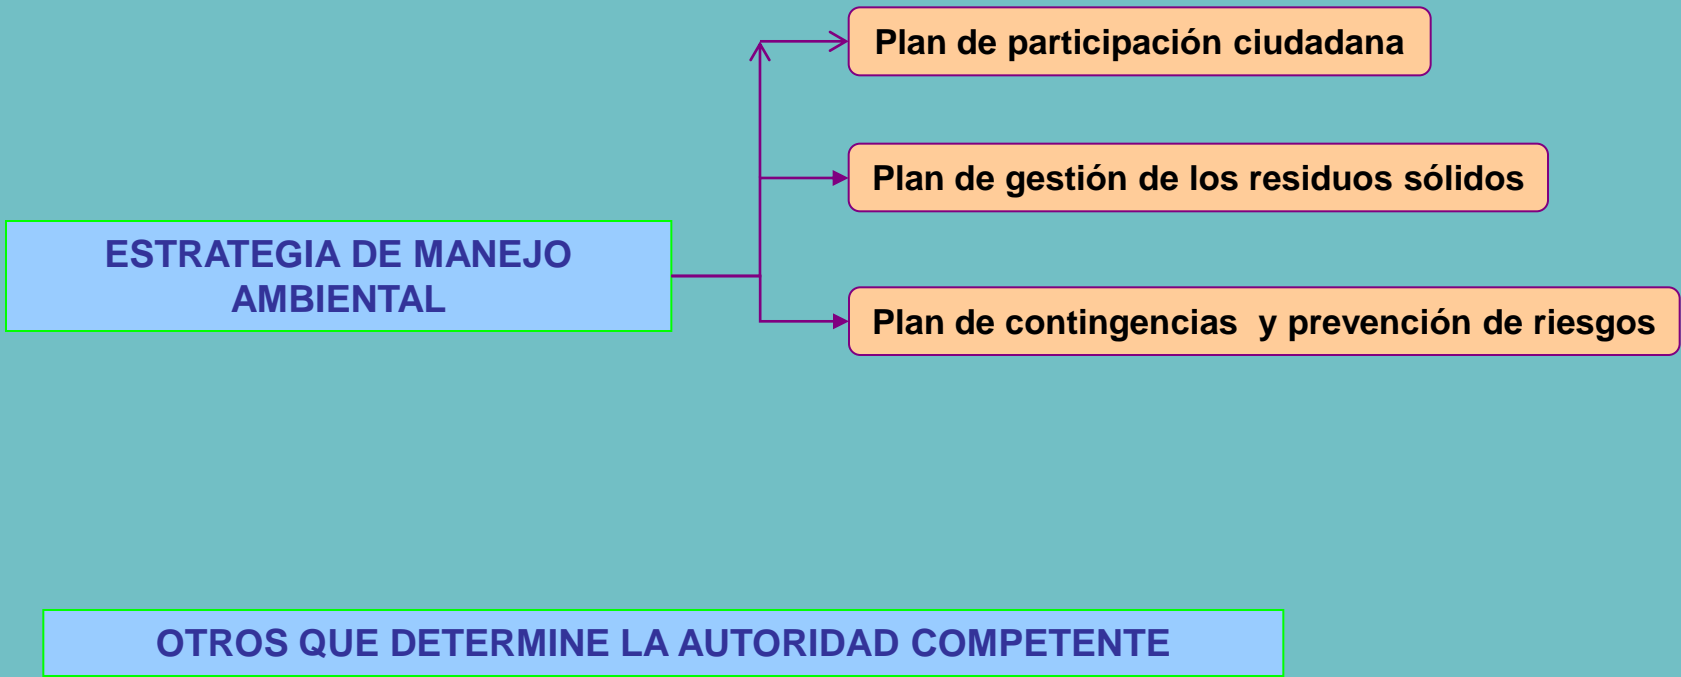 Plan de participación ciudadana
Plan de gestión de los residuos sólidos
ESTRATEGIA DE MANEJO
AMBIENTAL
Plan de contingencias  y prevención de riesgos
OTROS QUE DETERMINE LA AUTORIDAD COMPETENTE